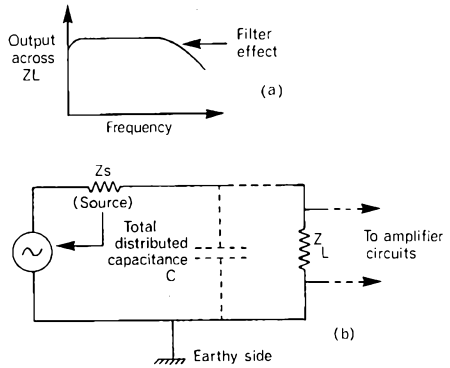 Output
across
ZL
Filter
effect
(a)
Frequency
Zs
(Source)
Total
distributed
capacitance
C
Z
L
To amplifier
circuits
(b)
Earthy side